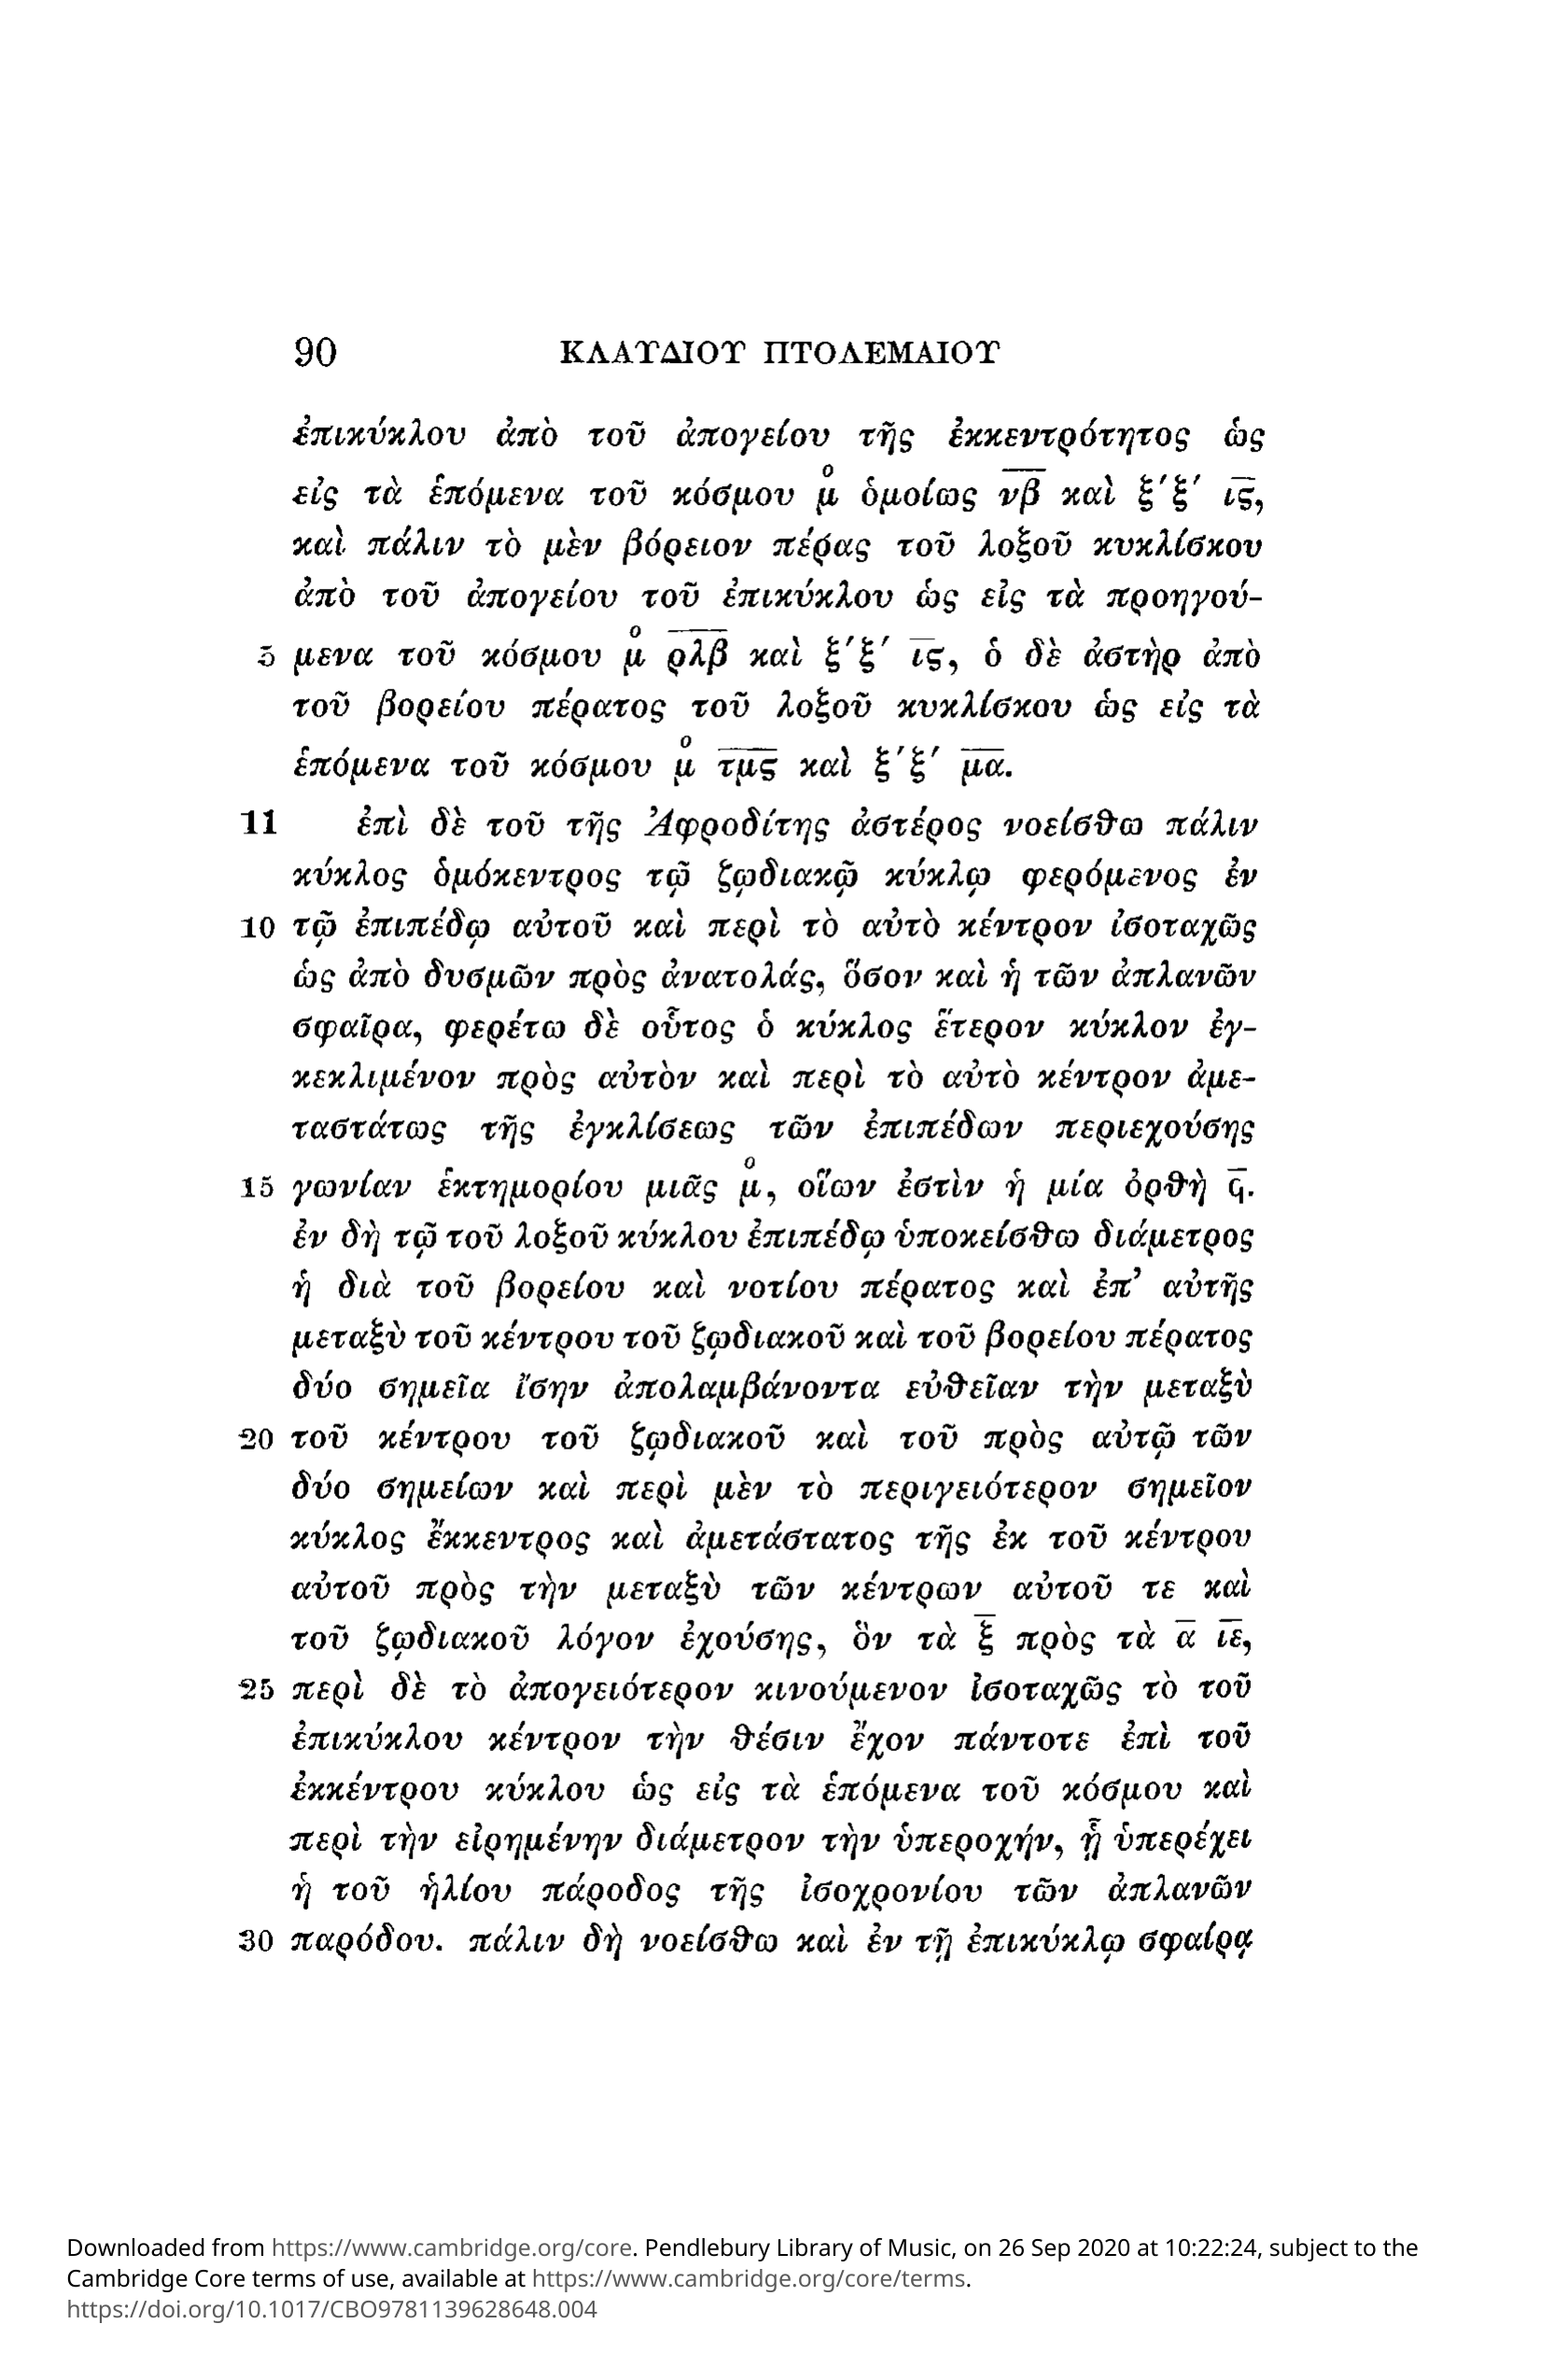 90 ΚΛΑΥΔΙΟΥ ΠΤΟΛΕΜΑΙΟΥ
ἐπικύκλου ἀπὸ τοῦ ἀπογείου τῆς ἐκκεντρότητος ὡς
εἰς τὰ ἑπόμενα τοῦ κόσμου μ̊ ὁμοίως ν̅β̅ καὶ ξ′ξ′ ι̅ς̅,
καὶ πάλιν τὸ μὲν βόρειον πέρας τοῦ λοξοῦ κυκλίσκου
ἀπὸ τοῦ ἀπογείου τοῦ ἐπικύκλου ὡς εἰς τὰ προηγού-
5 μενα τοῦ κόσμου μ̊ ρ̅λ̅β̅ καὶ ξ′ξ′ ι̅ς̅, ὁ δὲ ἀστὴρ ἀπὸ
τοῦ βορείου πέρατος τοῦ λοξοῦ κυκλίσκου ὡς εἰς τὰ
ἑπόμενα τοῦ κόσμου μ̊ τ̅μ̅ς̅ καὶ ξ′ξ′ μ̅α̅.
11 ἐπὶ δὲ τοῦ τῆς Ἀφροδίτης ἀστέρος νοείσθω πάλιν
κύκλος ὁμόκεντρος τῷ ζῳδιακῷ κύκλῳ φερόμενος ἐν
10 τῷ ἐπιπέδῳ αὐτοῦ καὶ περὶ τὸ αὐτὸ κέντρον ἰσοταχῶς
ὡς ἀπὸ δυσμῶν πρὸς ἀνατολάς, ὅσον καὶ ἡ τῶν ἀπλανῶν
σφαῖρα, φερέτω δὲ οὗτος ὁ κύκλος ἕτερον κύκλον ἐγ-
κεκλιμένον πρὸς αὐτὸν καὶ περὶ τὸ αὐτὸ κέντρον ἀμε-
ταστάτως τῆς ἐγκλίσεως τῶν ἐπιπέδων περιεχούσης
15 γωνίαν ἑκτημορίου μιᾶς μ̊, οἵων ἐστὶν ἡ μία ὀρθὴ ϟ̅.
ἐν δὴ τῷ τοῦ λοξοῦ κύκλου ἐπιπέδῳ ὑποκείσθω διάμετρος
ἡ διὰ τοῦ βορείου καὶ νοτίου πέρατος καὶ ἐπ’ αὐτῆς
μεταξὺ τοῦ κέντρου τοῦ ζῳδιακοῦ καὶ τοῦ βορείου πέρατος
δύο σημεῖα ἴσην ἀπολαμβάνοντα εὐθεῖαν τὴν μεταξὺ
20 τοῦ κέντρου τοῦ ζῳδιακοῦ καὶ τοῦ πρὸς αὐτῷ τῶν
δύο σημείων καὶ περὶ μὲν τὸ περιγειότερον σημεῖον
κύκλος ἔκκεντρος καὶ ἀμετάστατος τῆς ἐκ τοῦ κέντρου
αὐτοῦ πρὸς τὴν μεταξὺ τῶν κέντρων αὐτοῦ τε καὶ
τοῦ ζῳδιακοῦ λόγον ἐχούσης, ὃν τὰ ξ̅ πρὸς τὰ α̅ ι̅ε̅,
25 περὶ δὲ τὸ ἀπογειότερον κινούμενον ἰσοταχῶς τὸ τοῦ
ἐπικύκλου κέντρον τὴν θέσιν ἔχον πάντοτε ἐπὶ τοῦ
ἐκκέντρου κύκλου ὡς εἰς τὰ ἑπόμενα τοῦ κόσμου καὶ
περὶ τὴν εἰρημένην διάμετρον τὴν ὑπεροχήν, ᾗ ὑπερέχει
ἡ τοῦ ἡλίου πάροδος τῆς ἰσοχρονίου τῶν ἀπλανῶν
30 παρόδου. πάλιν δὴ νοείσθω καὶ ἐν τῇ ἐπικύκλῳ σφαίρᾳ
Downloaded from https://www.cambridge.org/core. Pendlebury Library of Music, on 26 Sep 2020 at 10:22:24, subject to the
Cambridge Core terms of use, available at https://www.cambridge.org/core/terms.
https://doi.org/10.1017/CBO9781139628648.004